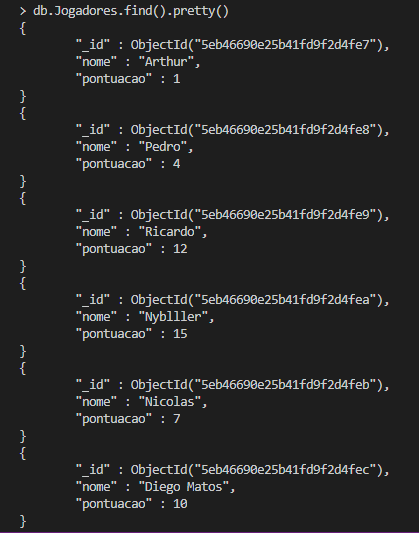 > db.Jogadores.find().pretty()
{
"_id" : ObjectId("5eb46690e25b41fd9f2d4fe7"),
"nome" : "Arthur",
"pontuacao" : 1
}
{
"_id" : ObjectId("5eb46690e25b41fd9f2d4fe8"),
"nome" : "Pedro",
"pontuacao" : 4
}
{
"_id" : ObjectId("5eb46690e25b41fd9f2d4fe9"),
"nome" : "Ricardo",
"pontuacao" : 12
}
{
"_id" : ObjectId("5eb46690e25b41fd9f2d4fea"),
"nome" : "Nyblller",
"pontuacao" : 15
}
{
"_id" : ObjectId("5eb46690e25b41fd9f2d4feb"),
"nome" : "Nicolas",
"pontuacao" : 7
}
{
"_id" : ObjectId("5eb46690e25b41fd9f2d4fec"),
"nome" : "Diego Matos",
"pontuacao" : 10
}